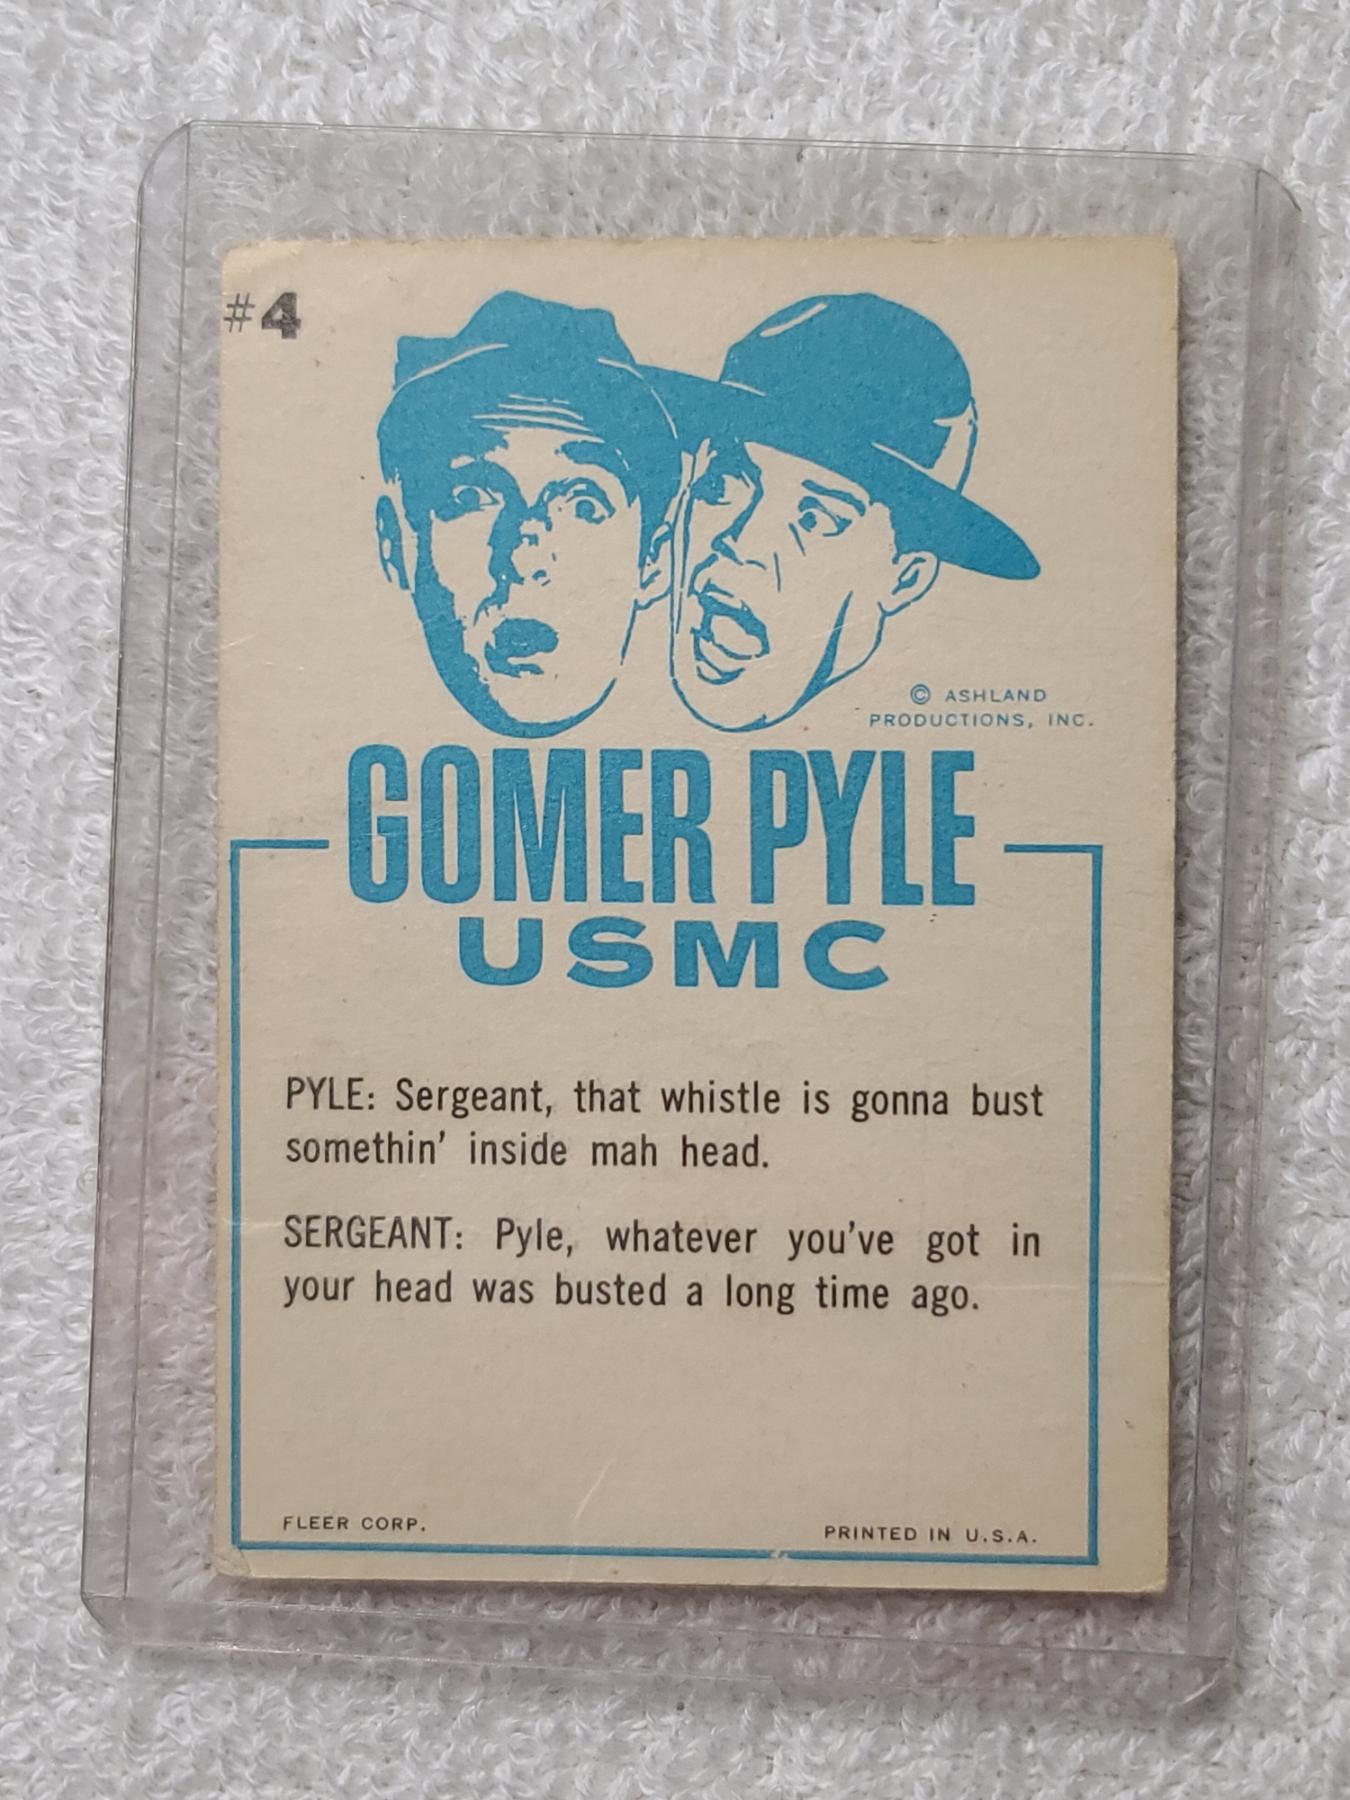 #4
© ASHLAND
PRODUCTIONS, INC.
GOMER PYLE
USMC
PYLE: Sergeant, that whistle is gonna bust
somethin' inside mah head.
SERGEANT: Pyle, whatever you've got in
your head was busted a long time ago.
FLEER CORP.
PRINTED IN U.S.A.